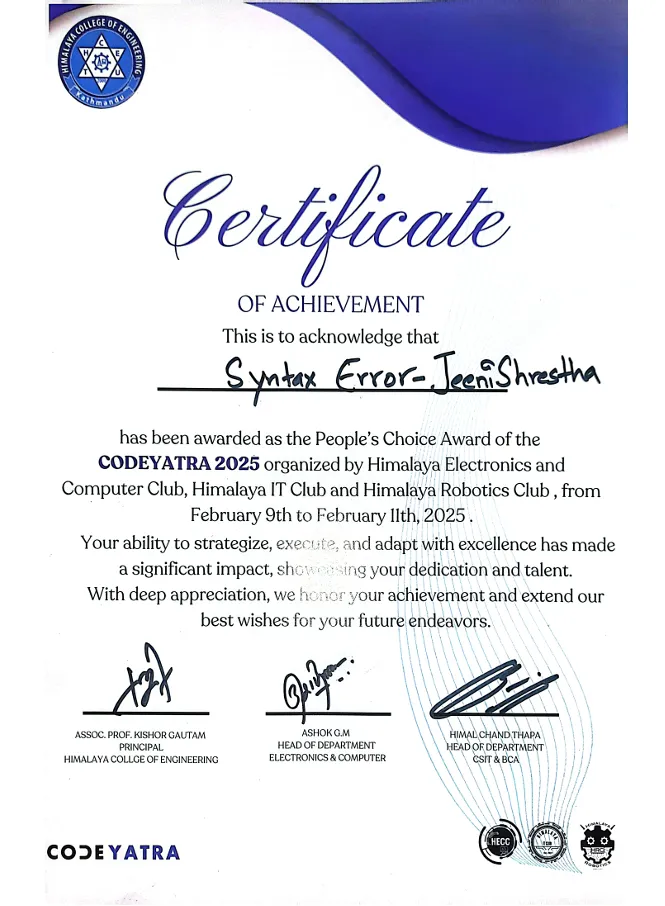 HIMALAYA COLLEGE OF ENGINEERING
H C E T U
Kathmandu
Certificate
OF ACHIEVEMENT
This is to acknowledge that
Syntax Error-Jeeni Shrestha
has been awarded as the People's Choice Award of the
CODEYATRA 2025 organized by Himalaya Electronics and
Computer Club, Himalaya IT Club and Himalaya Robotics Club , from
February 9th to February 11th, 2025 .
Your ability to strategize, execute, and adapt with excellence has made
a significant impact, showcasing your dedication and talent.
With deep appreciation, we honor your achievement and extend our
best wishes for your future endeavors.
ASSOC. PROF. KISHOR GAUTAM
PRINCIPAL
HIMALAYA COLLGE OF ENGINEERING
ASHOK G.M
HEAD OF DEPARTMENT
ELECTRONICS & COMPUTER
HIMAL CHAND THAPA
HEAD OF DEPARTMENT
CSIT & BCA
CODEYATRA
HECC
HIMALAYA
HIMALAYA
HRC
ROBOTICS